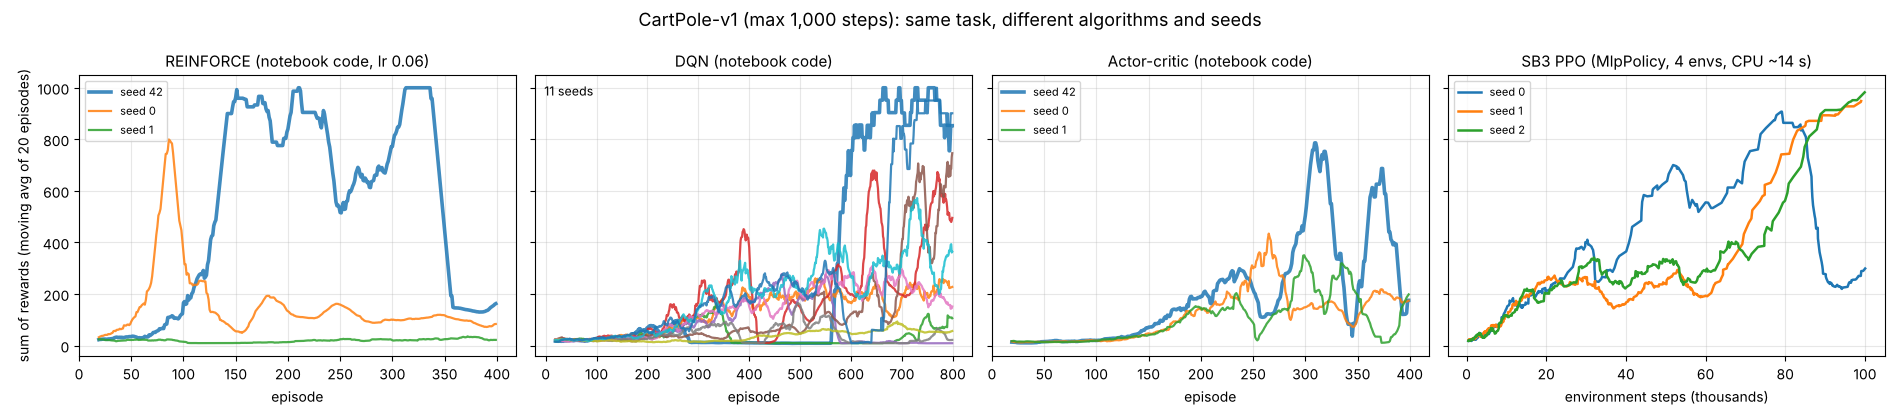 CartPole-v1 (max 1,000 steps): same task, different algorithms and seeds
REINFORCE (notebook code, lr 0.06)
sum of rewards (moving avg of 20 episodes)
1000
800
600
400
200
0
seed 42
seed 0
seed 1
0 50 100 150 200 250 300 350 400
episode
DQN (notebook code)
11 seeds
0 100 200 300 400 500 600 700 800
episode
Actor-critic (notebook code)
seed 42
seed 0
seed 1
0 50 100 150 200 250 300 350 400
episode
SB3 PPO (MlpPolicy, 4 envs, CPU ~14 s)
seed 0
seed 1
seed 2
0 20 40 60 80 100
environment steps (thousands)